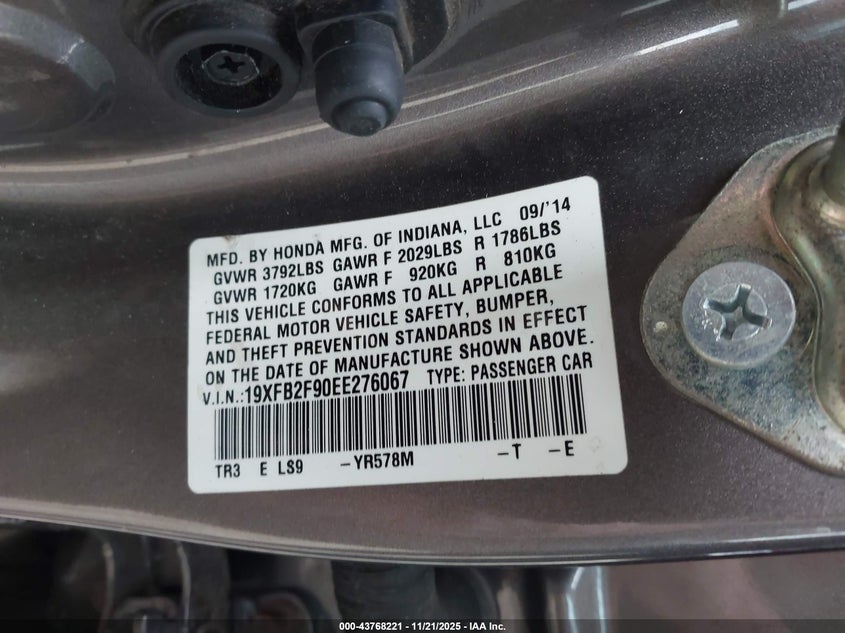 MFD. BY HONDA MFG. OF INDIANA, LLC 09/'14
GVWR 3792LBS GAWR F 2029LBS R 1786LBS
GVWR 1720KG GAWR F 920KG R 810KG
THIS VEHICLE CONFORMS TO ALL APPLICABLE
FEDERAL MOTOR VEHICLE SAFETY, BUMPER,
AND THEFT PREVENTION STANDARDS IN EFFECT
ON THE DATE OF MANUFACTURE SHOWN ABOVE.
V.I.N.:19XFB2F90EE276067 TYPE: PASSENGER CAR
TR3 E LS9 -YR578M -T -E
000-43768221 - 11/21/2025 - IAA Inc.